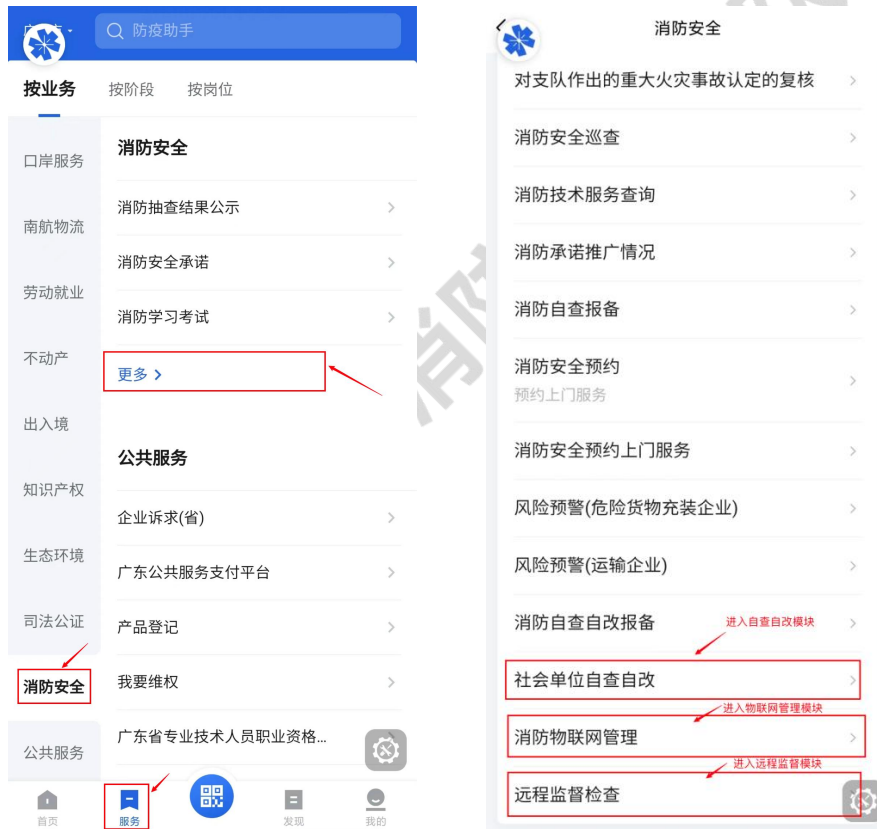 防疫助手
按业务 按阶段 按岗位
口岸服务
南航物流
劳动就业
不动产
出入境
知识产权
生态环境
司法公证
消防安全
公共服务
消防安全
消防抽查结果公示
消防安全承诺
消防学习考试
更多
公共服务
企业诉求(省)
广东公共服务支付平台
产品登记
我要维权
广东省专业技术人员职业资格...
首页
服务
发现
我的
消防安全
对支队作出的重大火灾事故认定的复核
消防安全巡查
消防技术服务查询
消防承诺推广情况
消防自查报备
消防安全预约
预约上门服务
消防安全预约上门服务
风险预警(危险货物充装企业)
风险预警(运输企业)
消防自查自改报备
进入自查自改模块
社会单位自查自改
进入物联网管理模块
消防物联网管理
进入远程监督模块
远程监督检查
消防